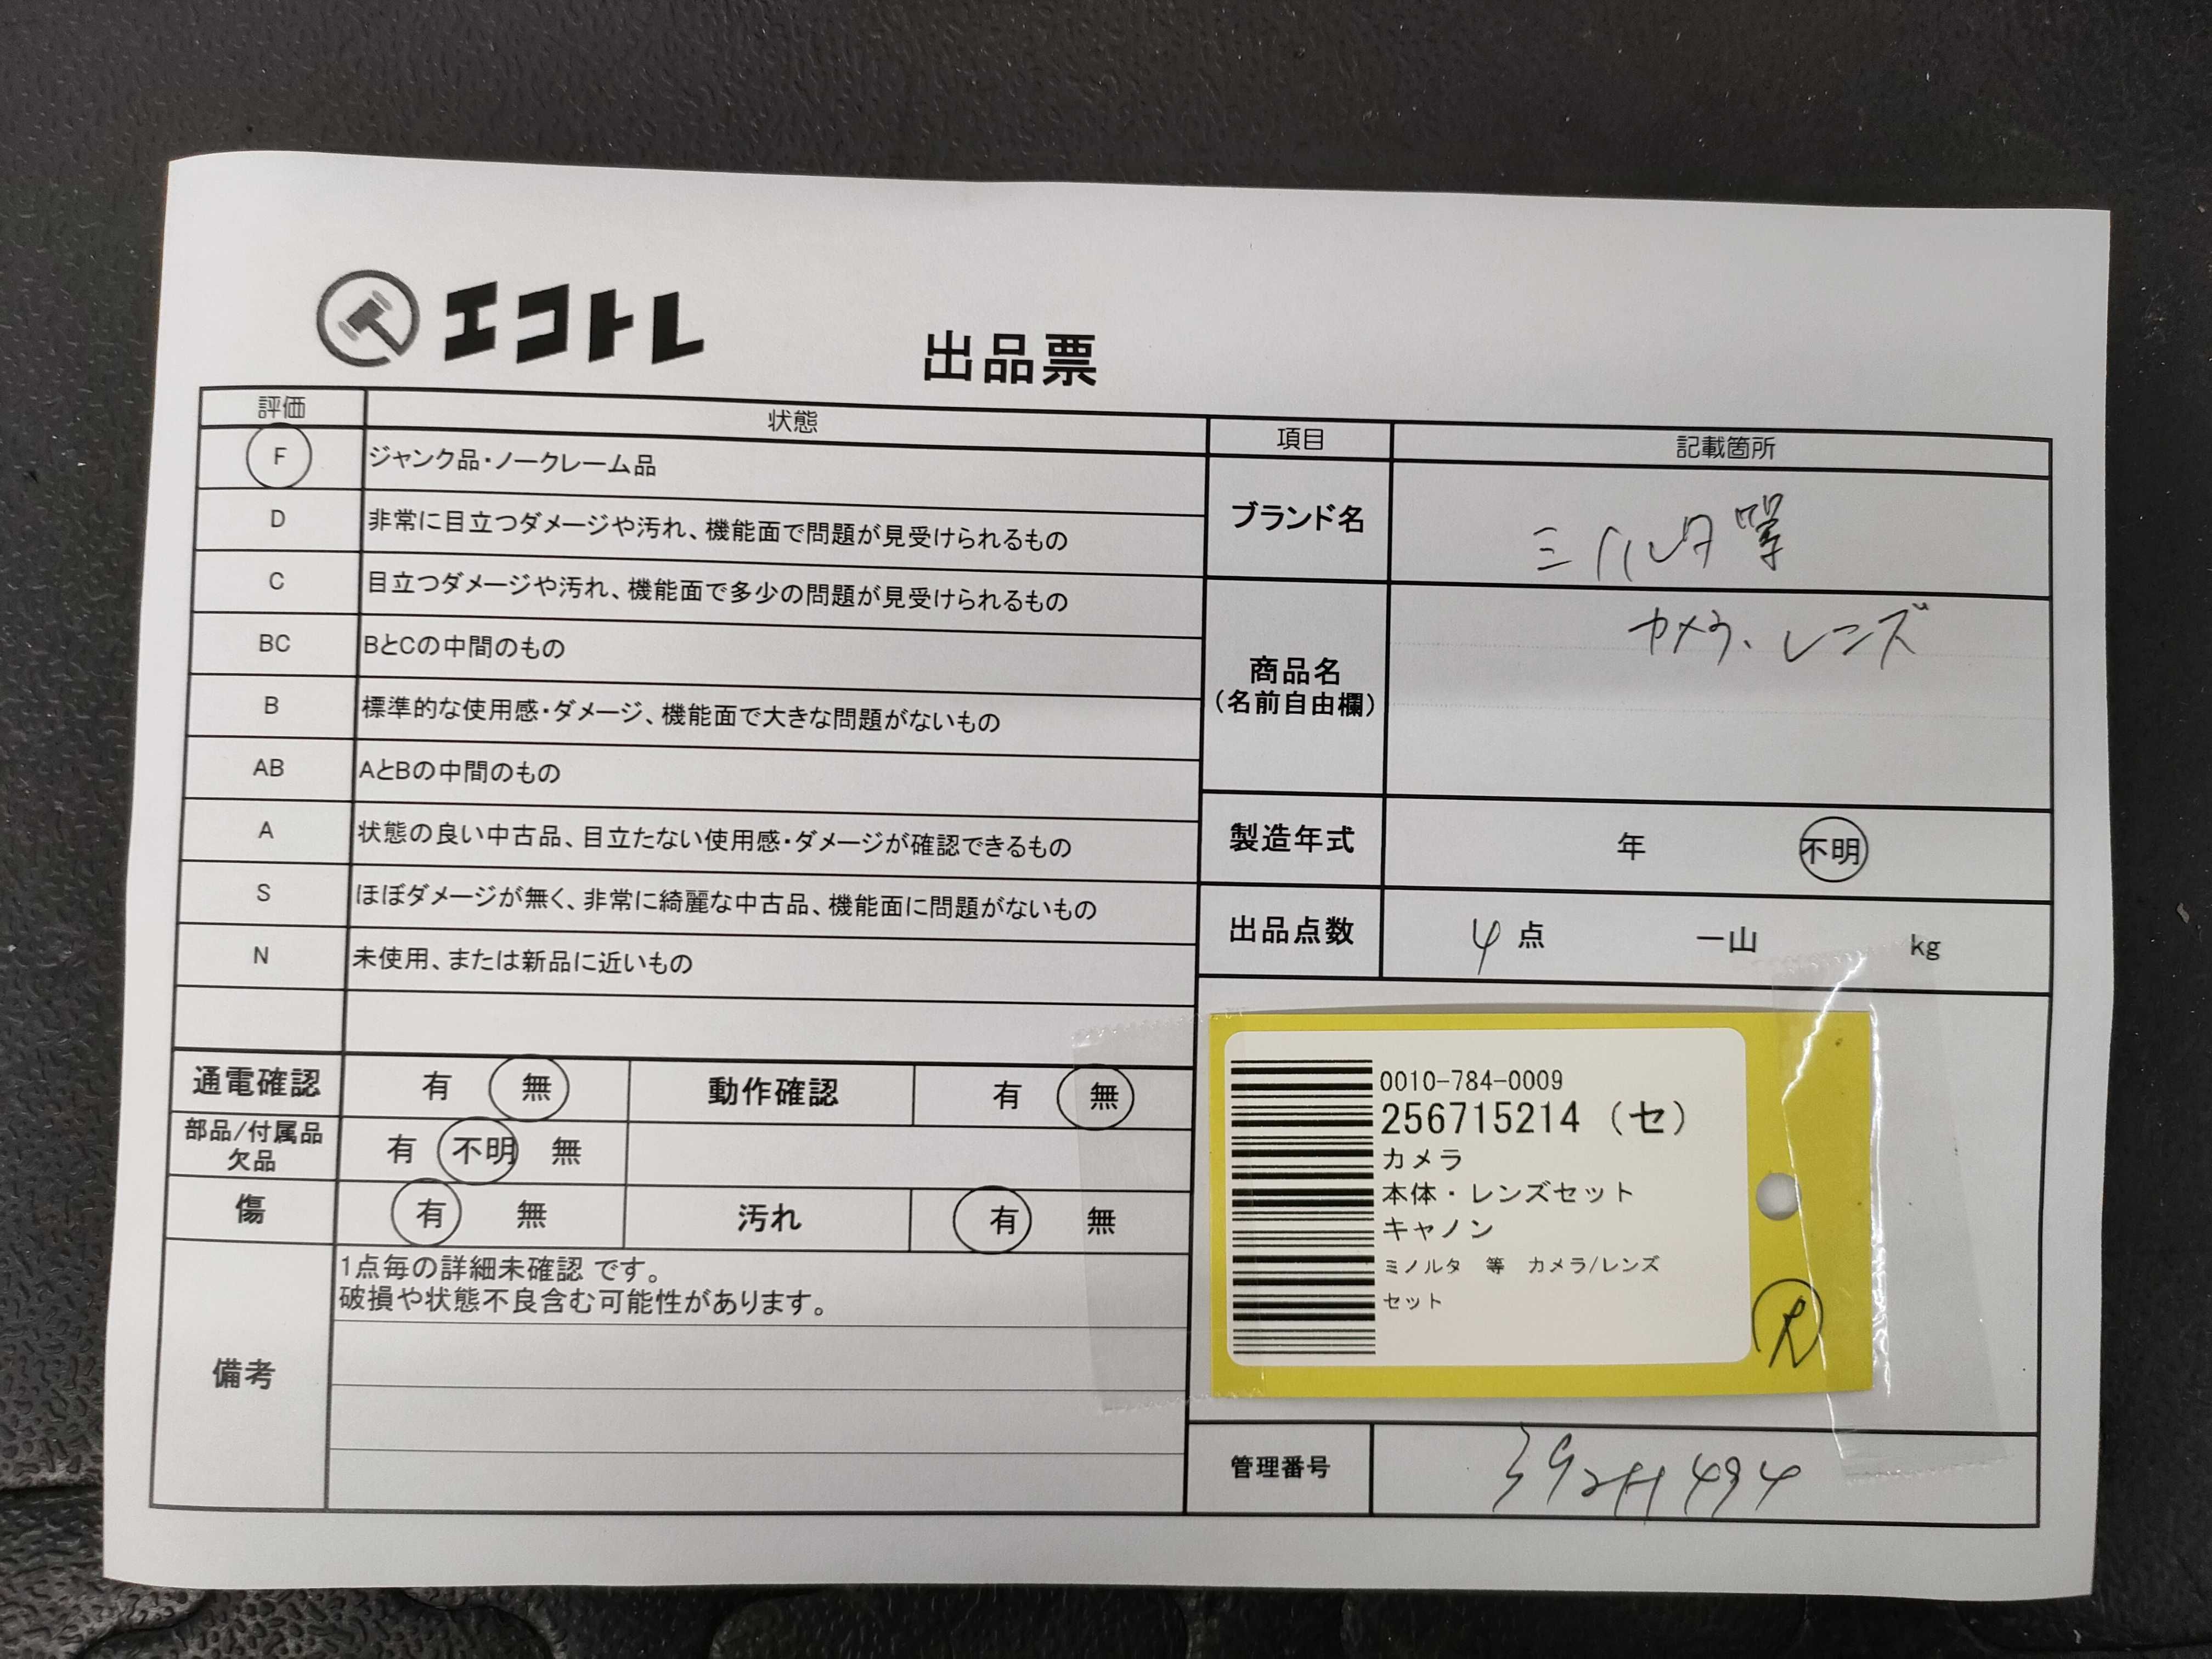 エコトレ
出品票
評価 状態
F ジャンク品・ノークレーム品
D 非常に目立つダメージや汚れ、機能面で問題が見受けられるもの
C 目立つダメージや汚れ、機能面で多少の問題が見受けられるもの
BC BとCの中間のもの
B 標準的な使用感・ダメージ、機能面で大きな問題がないもの
AB AとBの中間のもの
A 状態の良い中古品、目立たない使用感・ダメージが確認できるもの
S ほぼダメージが無く、非常に綺麗な中古品、機能面に問題がないもの
N 未使用、または新品に近いもの
通電確認 有 無 動作確認 有 無
部品/付属品
欠品 有 不明 無
傷 有 無 汚れ 有 無
備考
1点毎の詳細未確認 です。
破損や状態不良含む可能性があります。
項目 記載箇所
ブランド名 ミノルタ 等
商品名
(名前自由欄)
カメラ、レンズ
製造年式 年 不明
出品点数 4 点 一山 kg
0010-784-0009
256715214 (セ)
カメラ
本体・レンズセット
キャノン
ミノルタ 等 カメラ/レンズ
セット
管理番号